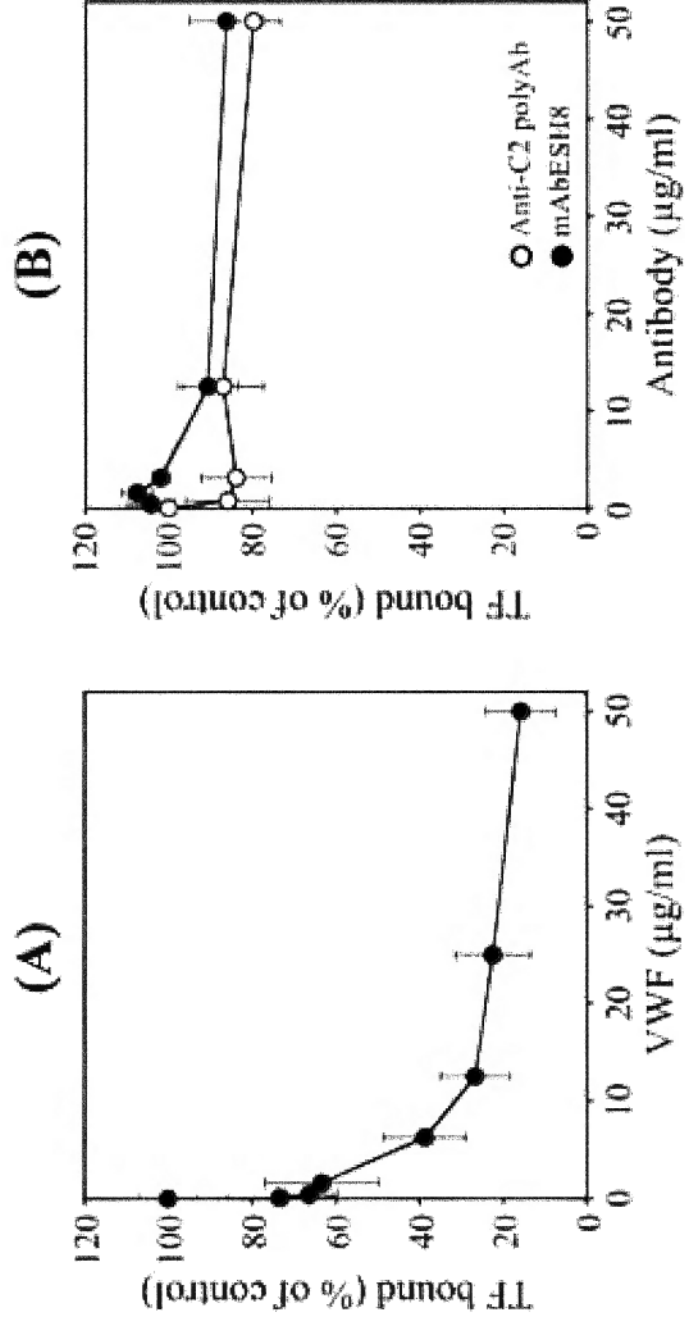 (A)
TF bound (% of control)
120
100
80
60
40
20
0
0 10 20 30 40 50
VWF (µg/ml)
(B)
TF bound (% of control)
120
100
80
60
40
20
0
Anti-C2 polyAb
mAbESH8
0 10 20 30 40 50
Antibody (µg/ml)